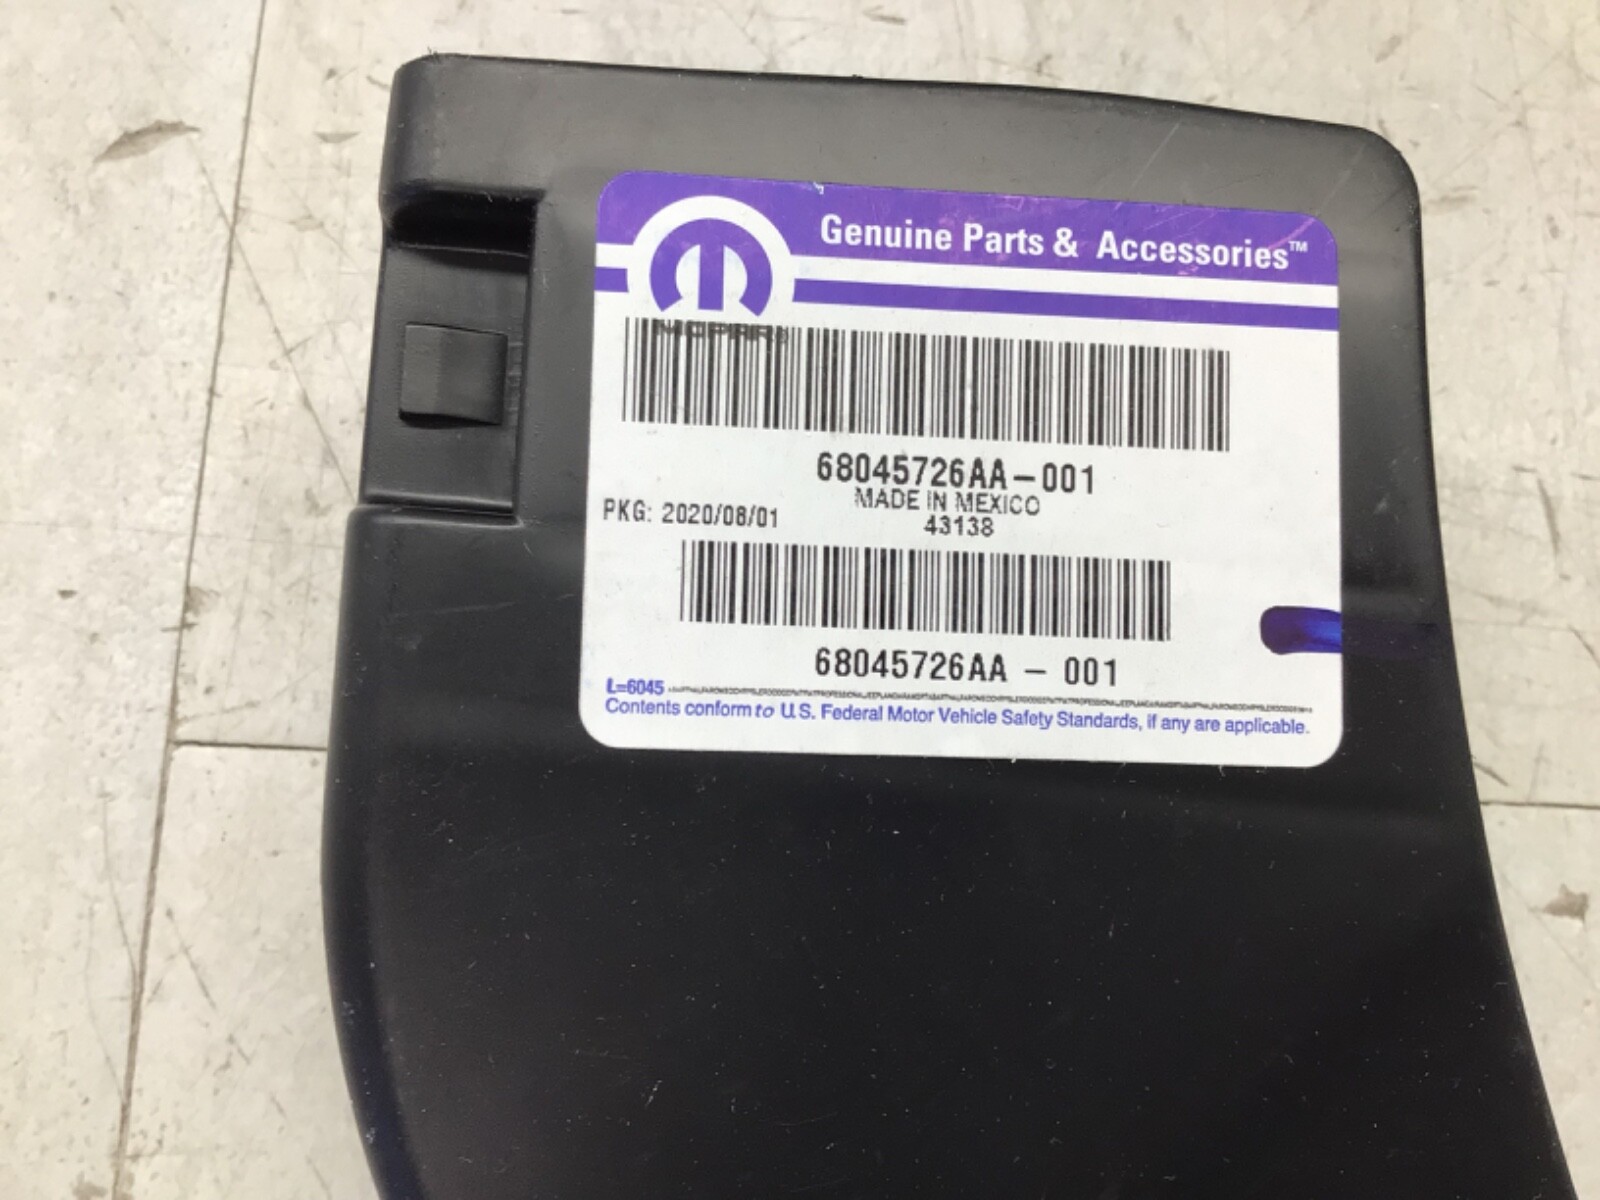 Genuine Parts & Accessories™
MOPAR®
68045726AA-001
MADE IN MEXICO
PKG: 2020/08/01
43138
68045726AA - 001
L=6045
Contents conform to U.S. Federal Motor Vehicle Safety Standards, if any are applicable.